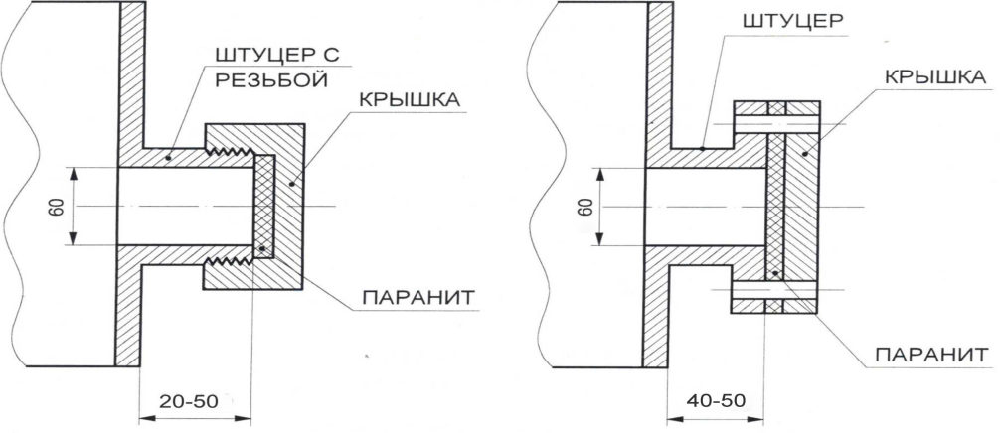 ШТУЦЕР С
РЕЗЬБОЙ
КРЫШКА
60
ПАРАНИТ
20-50
ШТУЦЕР
КРЫШКА
60
ПАРАНИТ
40-50